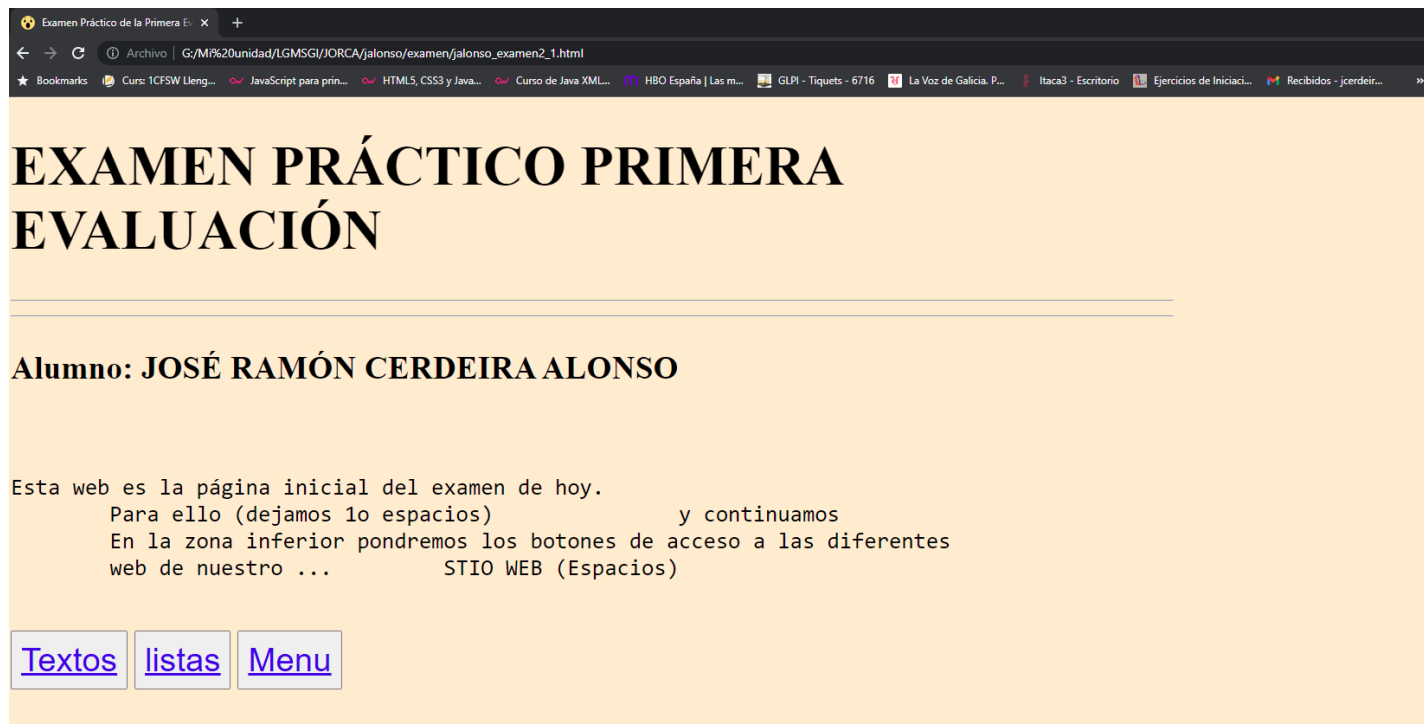 Examen Práctico de la Primera Ev
Archivo | G:/Mi%20unidad/LGMSGI/JORCA/jalonso/examen/jalonso_examen2_1.html
Bookmarks Curs: 1CFSW Lleng... JavaScript para prin... HTML5, CSS3 y Java... Curso de Java XML... HBO España | Las m... GLPI - Tiquets - 6716 La Voz de Galicia. P... Itaca3 - Escritorio Ejercicios de Iniciaci... Recibidos - jcerdeir... »
EXAMEN PRÁCTICO PRIMERA
EVALUACIÓN
Alumno: JOSÉ RAMÓN CERDEIRA ALONSO
Esta web es la página inicial del examen de hoy.
Para ello (dejamos 1o espacios) y continuamos
En la zona inferior pondremos los botones de acceso a las diferentes
web de nuestro ... STIO WEB (Espacios)
Textos listas Menu